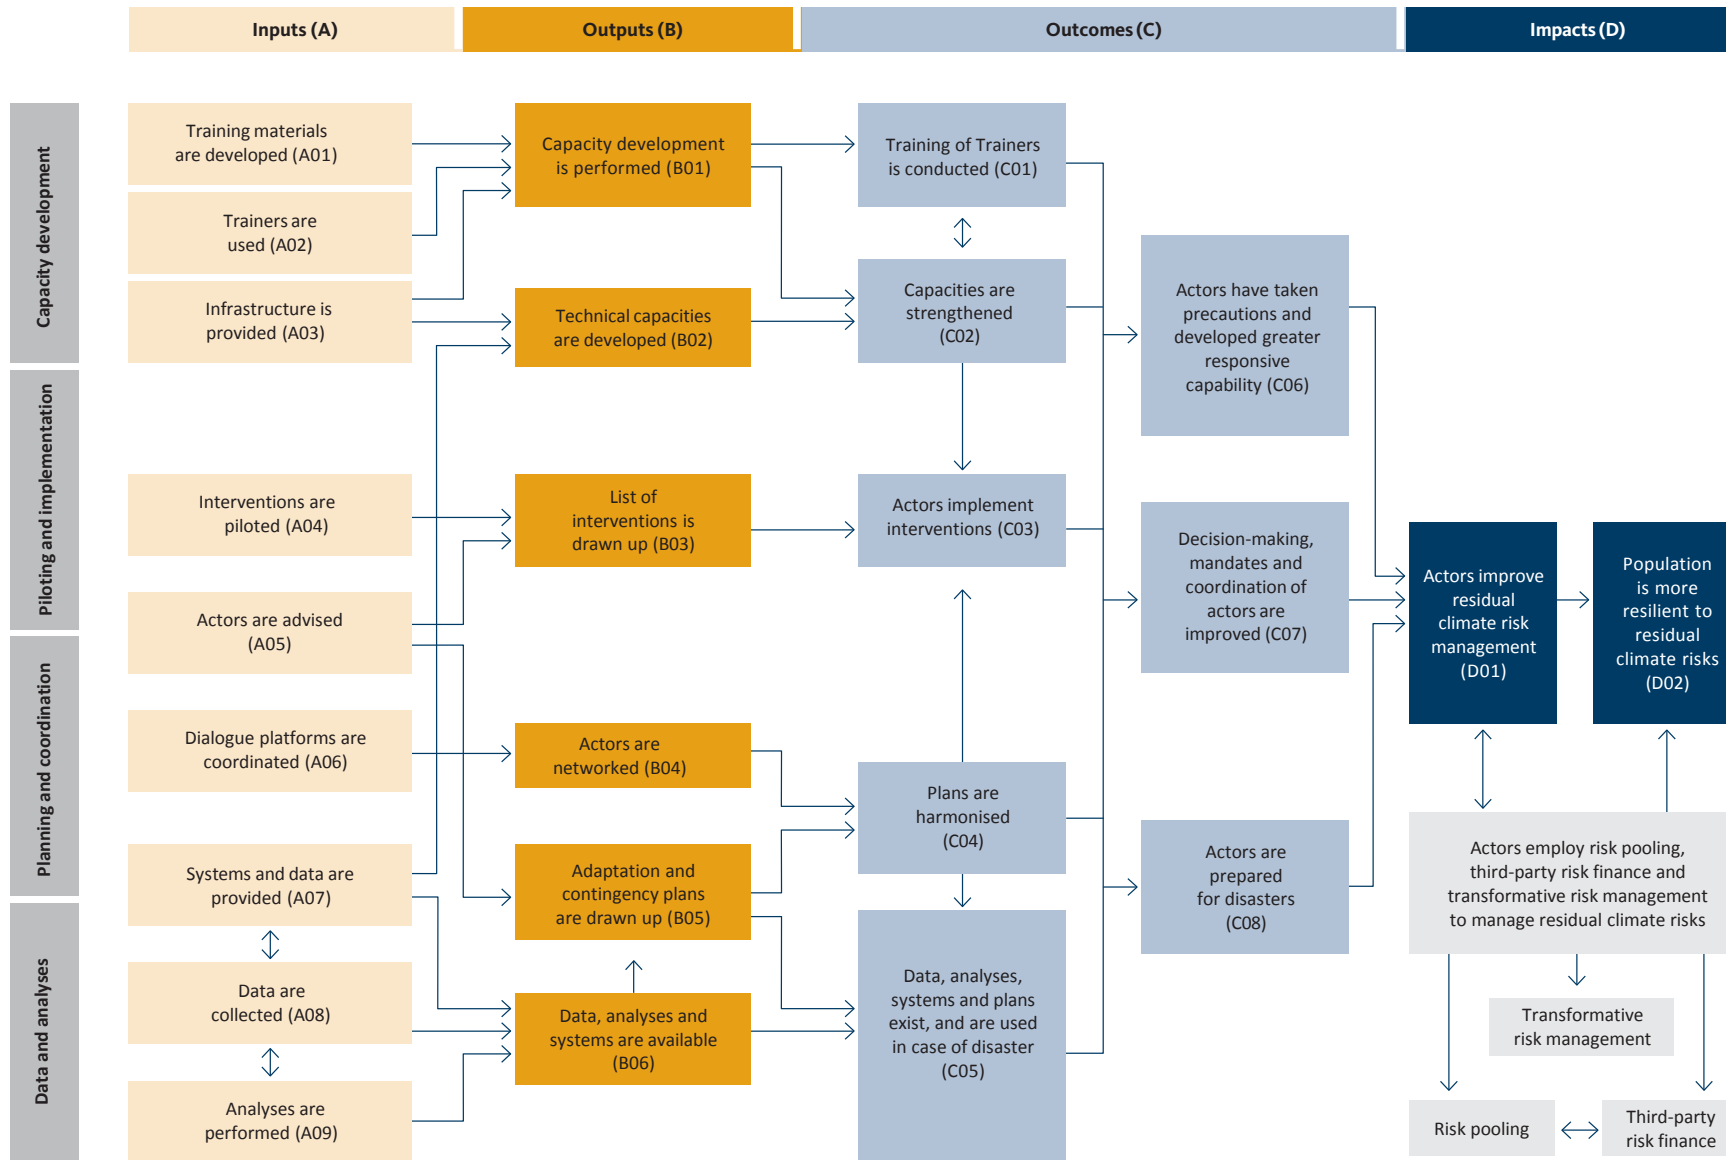 Inputs (A)
Outputs (B)
Outcomes (C)
Impacts (D)
Capacity development
Piloting and implementation
Planning and coordination
Data and analyses
Training materials
are developed (A01)
Trainers are
used (A02)
Infrastructure is
provided (A03)
Interventions are
piloted (A04)
Actors are advised
(A05)
Dialogue platforms are
coordinated (A06)
Systems and data are
provided (A07)
Data are
collected (A08)
Analyses are
performed (A09)
Capacity development
is performed (B01)
Technical capacities
are developed (B02)
List of
interventions is
drawn up (B03)
Actors are
networked (B04)
Adaptation and
contingency plans
are drawn up (B05)
Data, analyses and
systems are available
(B06)
Training of Trainers
is conducted (C01)
Capacities are
strengthened
(C02)
Actors implement
interventions (C03)
Plans are
harmonised
(C04)
Data, analyses,
systems and plans
exist, and are used
in case of disaster
(C05)
Actors have taken
precautions and
developed greater
responsive
capability (C06)
Decision-making,
mandates and
coordination of
actors are
improved (C07)
Actors are
prepared
for disasters
(C08)
Actors improve
residual
climate risk
management
(D01)
Population
is more
resilient to
residual
climate risks
(D02)
Actors employ risk pooling,
third-party risk finance and
transformative risk management
to manage residual climate risks
Transformative
risk management
Risk pooling
Third-party
risk finance